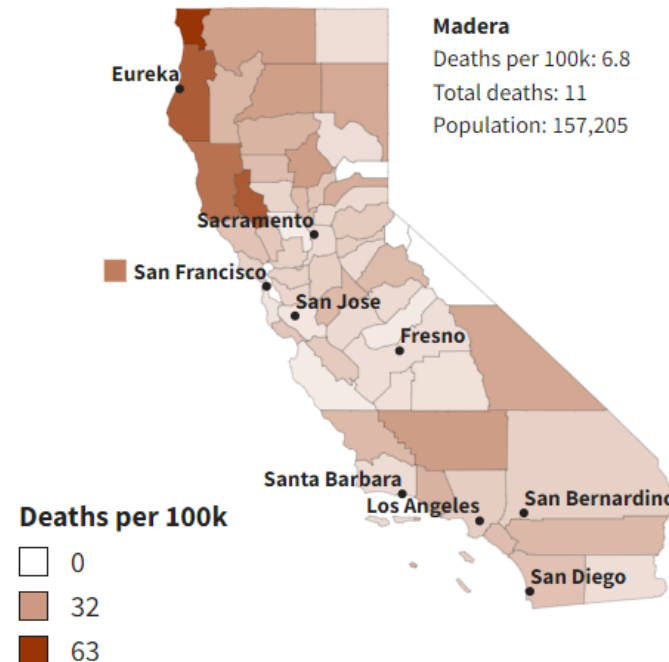 Madera
Deaths per 100k: 6.8
Total deaths: 11
Population: 157,205
Eureka
Sacramento
San Francisco
San Jose
Fresno
Santa Barbara
Los Angeles
San Bernardino
San Diego
Deaths per 100k
0
32
63